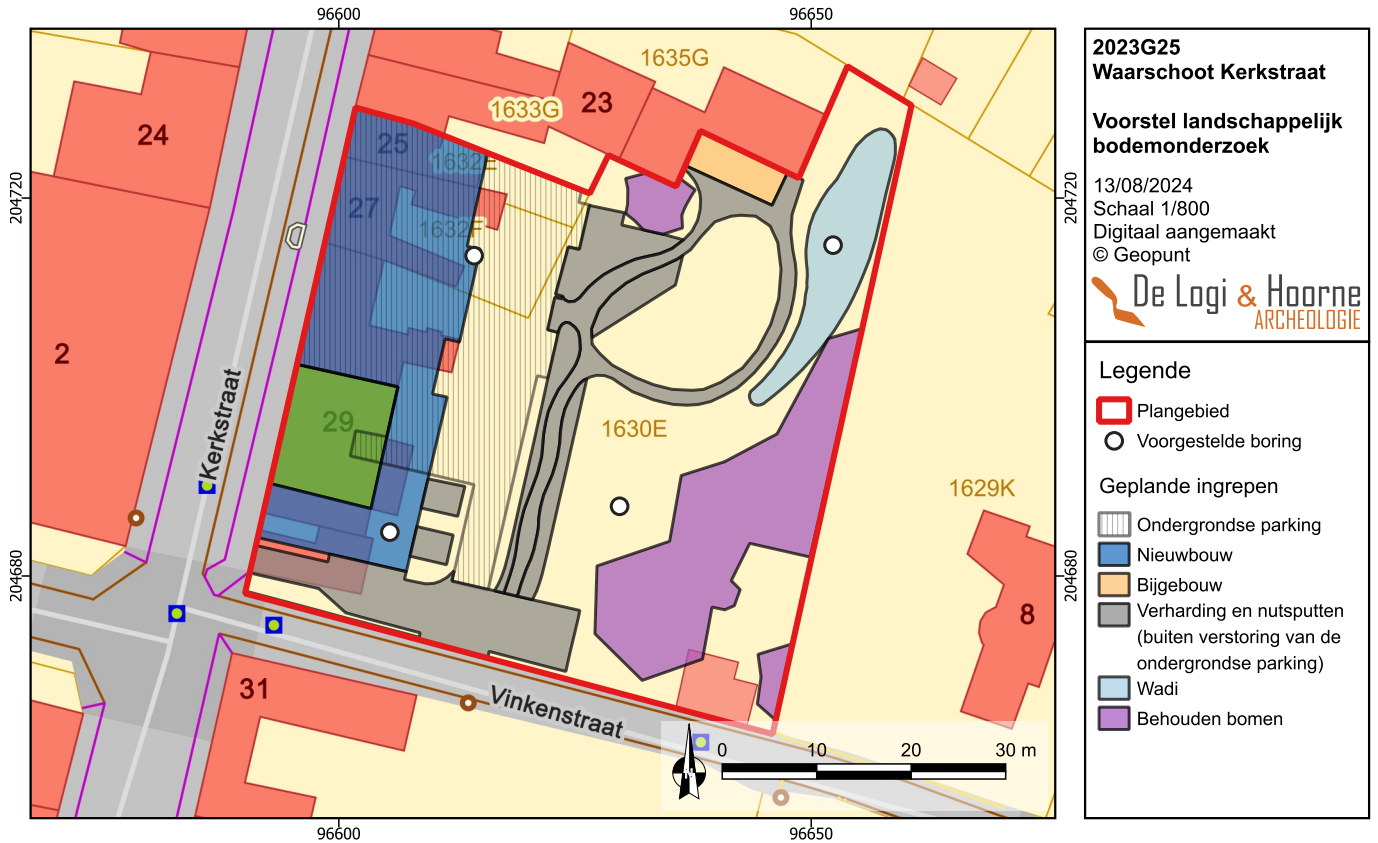 96600
96650
204720
204680
1635G
1633G
23
24
25
1632E
27
1632F
2
Kerkstraat
29
1630E
1629K
8
31
Vinkenstraat
N
0 10 20 30 m
204720
204680
96600
96650
2023G25
Waarschoot Kerkstraat
Voorstel landschappelijk
bodemonderzoek
13/08/2024
Schaal 1/800
Digitaal aangemaakt
© Geopunt
De Logi & Hoorne
ARCHEOLOGIE
Legende
Plangebied
Voorgestelde boring
Geplande ingrepen
Ondergrondse parking
Nieuwbouw
Bijgebouw
Verharding en nutsputten
(buiten verstoring van de
ondergrondse parking)
Wadi
Behouden bomen